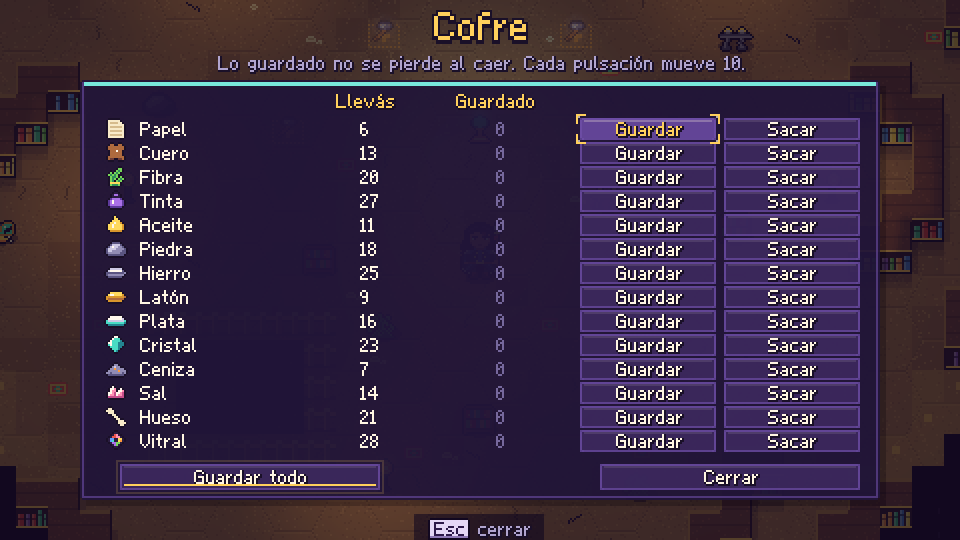 Cofre
Lo guardado no se pierde al caer. Cada pulsación mueve 10.
Llevás Guardado
Papel 6 0 Guardar Sacar
Cuero 13 0 Guardar Sacar
Fibra 20 0 Guardar Sacar
Tinta 27 0 Guardar Sacar
Aceite 11 0 Guardar Sacar
Piedra 18 0 Guardar Sacar
Hierro 25 0 Guardar Sacar
Latón 9 0 Guardar Sacar
Plata 16 0 Guardar Sacar
Cristal 23 0 Guardar Sacar
Ceniza 7 0 Guardar Sacar
Sal 14 0 Guardar Sacar
Hueso 21 0 Guardar Sacar
Vitral 28 0 Guardar Sacar
Guardar todo Cerrar
Esc cerrar